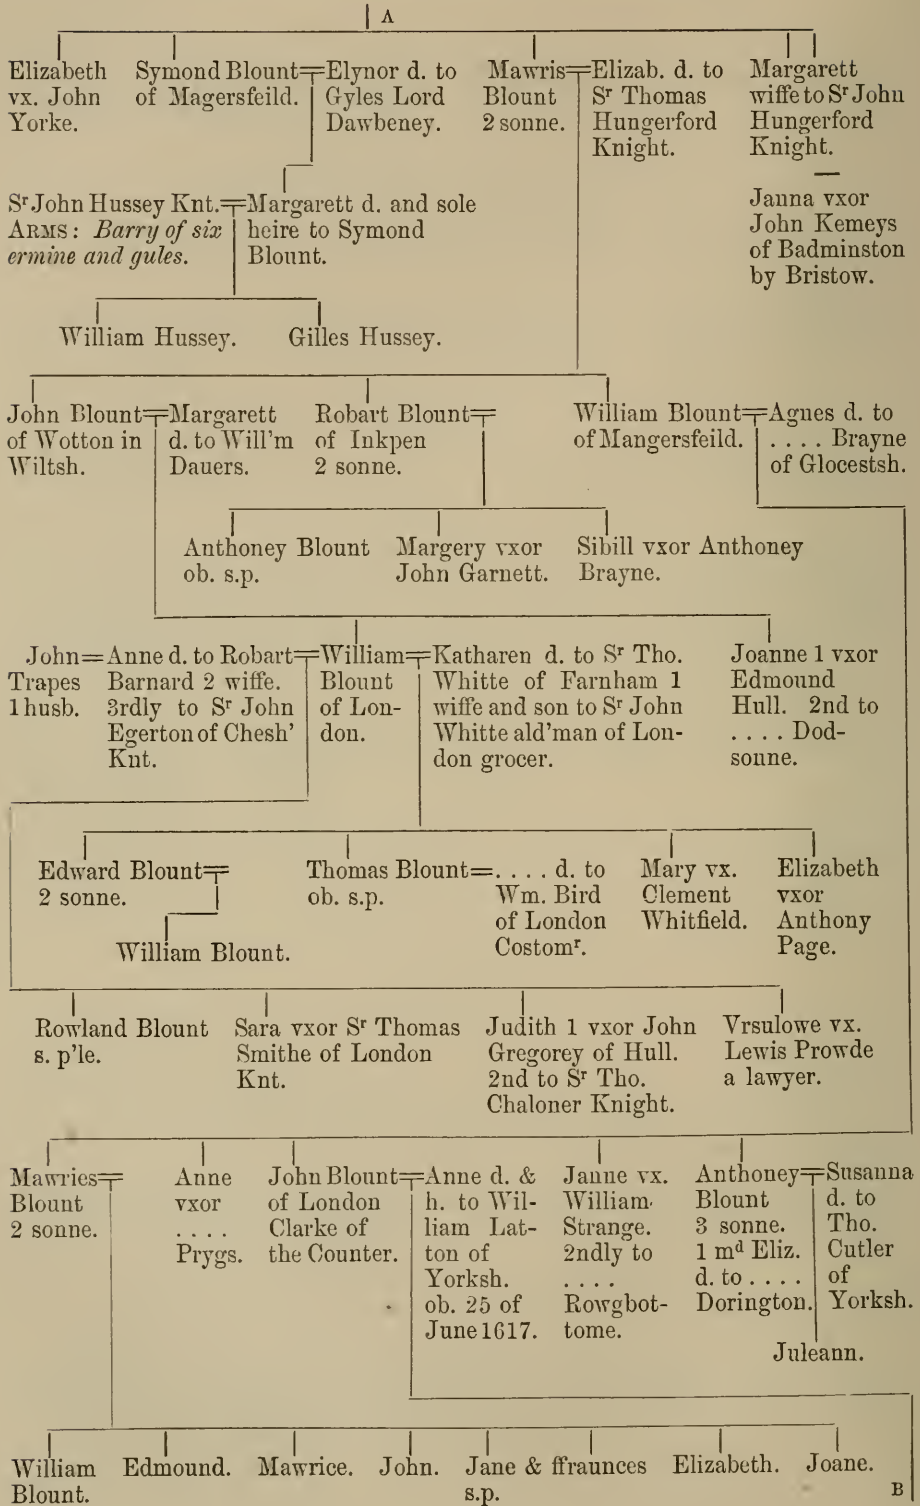 A
Elizabeth
vx. John
Yorke.
Symond Blount
of Magersfeild.
Elynor d. to
Gyles Lord
Dawbeney.
Mawris
Blount
2 sonne.
Elizab. d. to
Sr Thomas
Hungerford
Knight.
Margarett
wiffe to Sr John
Hungerford
Knight.
—
Janna vxor
John Kemeys
of Badminston
by Bristow.
Sr John Hussey Knt.
ARMS: Barry of six
ermine and gules.
Margarett d. and sole
heire to Symond
Blount.
William Hussey.
Gilles Hussey.
John Blount
of Wotton in
Wiltsh.
Margarett
d. to Will'm
Dauers.
Robart Blount
of Inkpen
2 sonne.
William Blount
of Mangersfeild.
Agnes d. to
. . . . Brayne
of Glocestsh.
Anthoney Blount
ob. s.p.
Margery vxor
John Garnett.
Sibill vxor Anthoney
Brayne.
John=
Trapes
1 husb.
Anne d. to Robart
Barnard 2 wiffe.
3rdly to Sr John
Egerton of Chesh'
Knt.
William
Blount
of Lon-
don.
Katharen d. to Sr Tho.
Whitte of Farnham 1
wiffe and son to Sr John
Whitte ald'man of Lon-
don grocer.
Joanne 1 vxor
Edmound
Hull. 2nd to
. . . . Dod-
sonne.
Edward Blount
2 sonne.
William Blount.
Thomas Blount=
ob. s.p.
. . . . d. to
Wm. Bird
of London
Costomr.
Mary vx.
Clement
Whitfield.
Elizabeth
vxor
Anthony
Page.
Rowland Blount
s. p'le.
Sara vxor Sr Thomas
Smithe of London
Knt.
Judith 1 vxor John
Gregorey of Hull.
2nd to Sr Tho.
Chaloner Knight.
Vrsulowe vx.
Lewis Prowde
a lawyer.
Mawries
Blount
2 sonne.
Anne
vxor
. . . .
Prygs.
John Blount
of London
Clarke of
the Counter.
Anne d. &
h. to Wil-
liam Lat-
ton of
Yorksh.
ob. 25 of
June 1617.
Janne vx.
William
Strange.
2ndly to
. . . .
Rowgbot-
tome.
Anthoney
Blount
3 sonne.
1 md Eliz.
d. to . . . .
Dorington.
Susanna
d. to
Tho.
Cutler
of
Yorksh.
Juleann.
William
Blount.
Edmound.
Mawrice.
John.
Jane & ffraunces
s.p.
Elizabeth.
Joane.
B